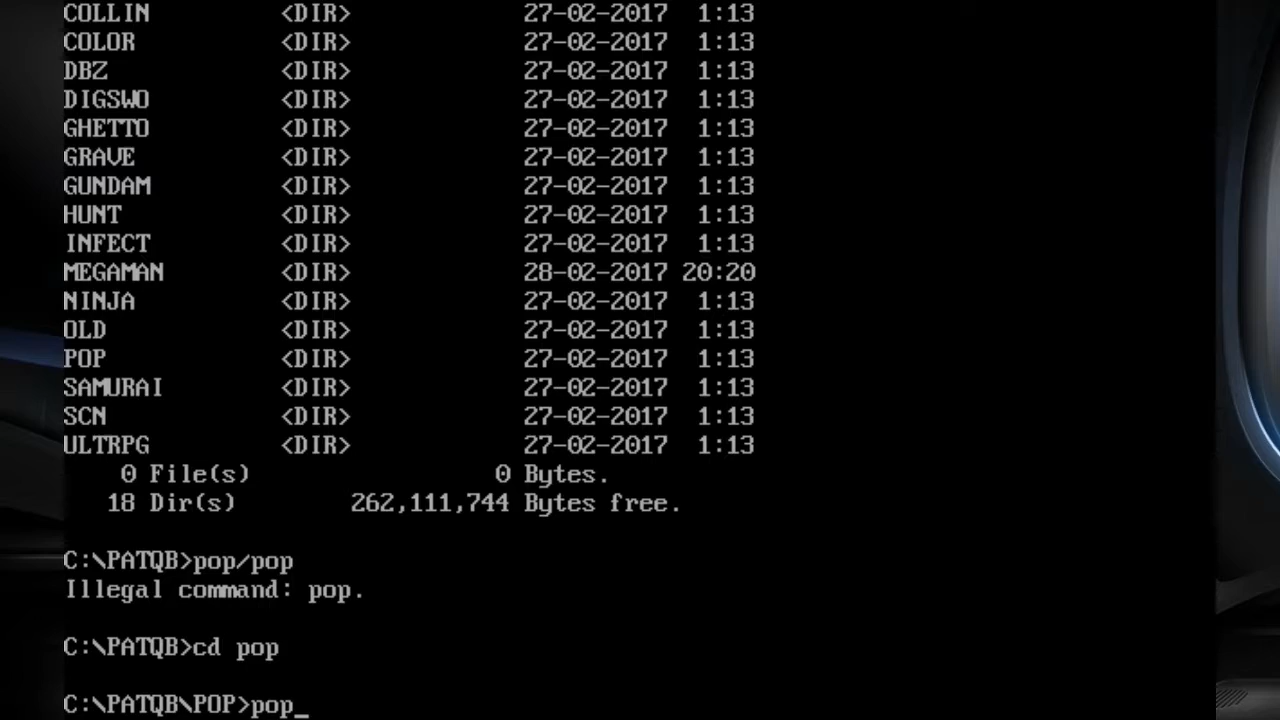 COLLIN <DIR> 27-02-2017 1:13
COLOR <DIR> 27-02-2017 1:13
DBZ <DIR> 27-02-2017 1:13
DIGSWO <DIR> 27-02-2017 1:13
GHETTO <DIR> 27-02-2017 1:13
GRAVE <DIR> 27-02-2017 1:13
GUNDAM <DIR> 27-02-2017 1:13
HUNT <DIR> 27-02-2017 1:13
INFECT <DIR> 27-02-2017 1:13
MEGAMAN <DIR> 28-02-2017 20:20
NINJA <DIR> 27-02-2017 1:13
OLD <DIR> 27-02-2017 1:13
POP <DIR> 27-02-2017 1:13
SAMURAI <DIR> 27-02-2017 1:13
SCN <DIR> 27-02-2017 1:13
ULTRPG <DIR> 27-02-2017 1:13
0 File(s) 0 Bytes.
18 Dir(s) 262,111,744 Bytes free.
C:\PATQB>pop/pop
Illegal command: pop.
C:\PATQB>cd pop
C:\PATQB\POP>pop_